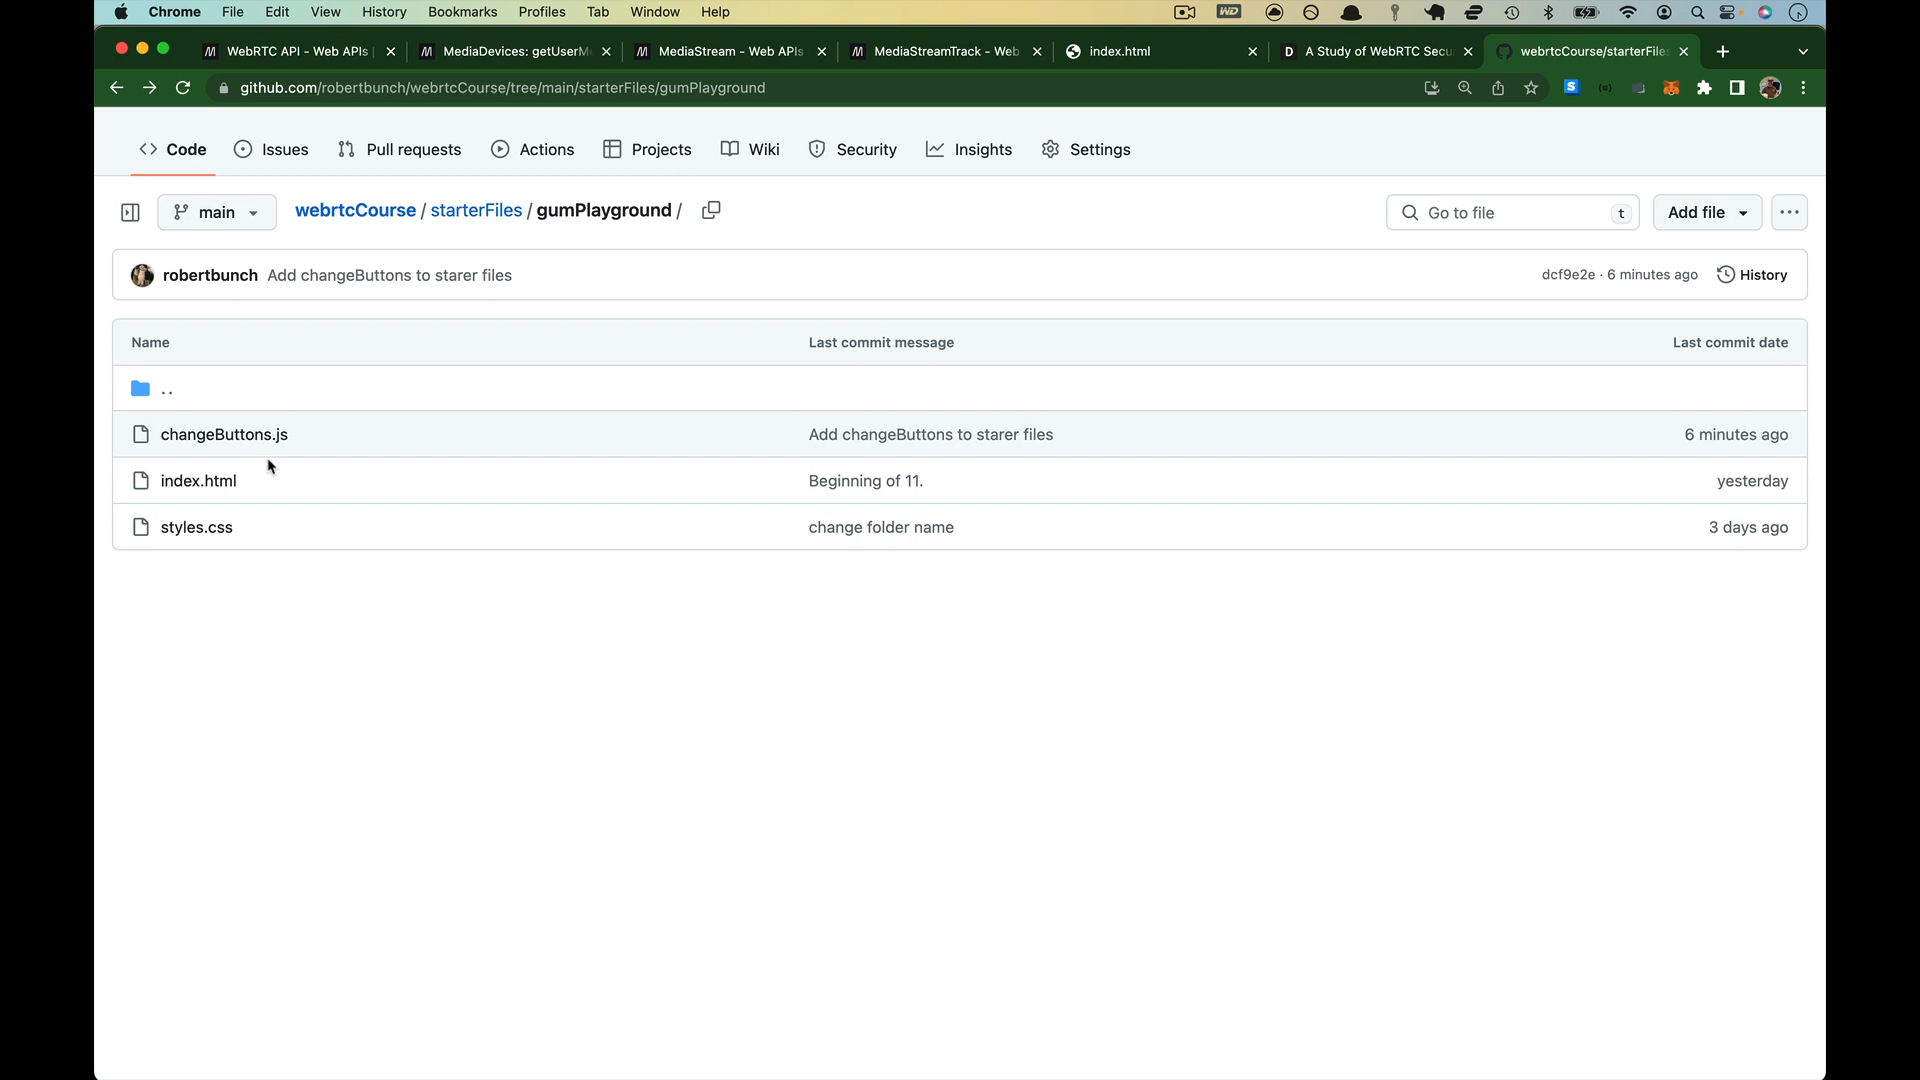 Chrome File Edit View History Bookmarks Profiles Tab Window Help WD
WebRTC API - Web APIs MediaDevices: getUserM MediaStream - Web APIs MediaStreamTrack - Web index.html A Study of WebRTC Secu webrtcCourse/starterFiles
github.com/robertbunch/webrtcCourse/tree/main/starterFiles/gumPlayground
Code Issues Pull requests Actions Projects Wiki Security Insights Settings
main webrtcCourse / starterFiles / gumPlayground / Go to file t Add file
robertbunch Add changeButtons to starer files dcf9e2e · 6 minutes ago History
Name Last commit message Last commit date
..
changeButtons.js Add changeButtons to starer files 6 minutes ago
index.html Beginning of 11. yesterday
styles.css change folder name 3 days ago